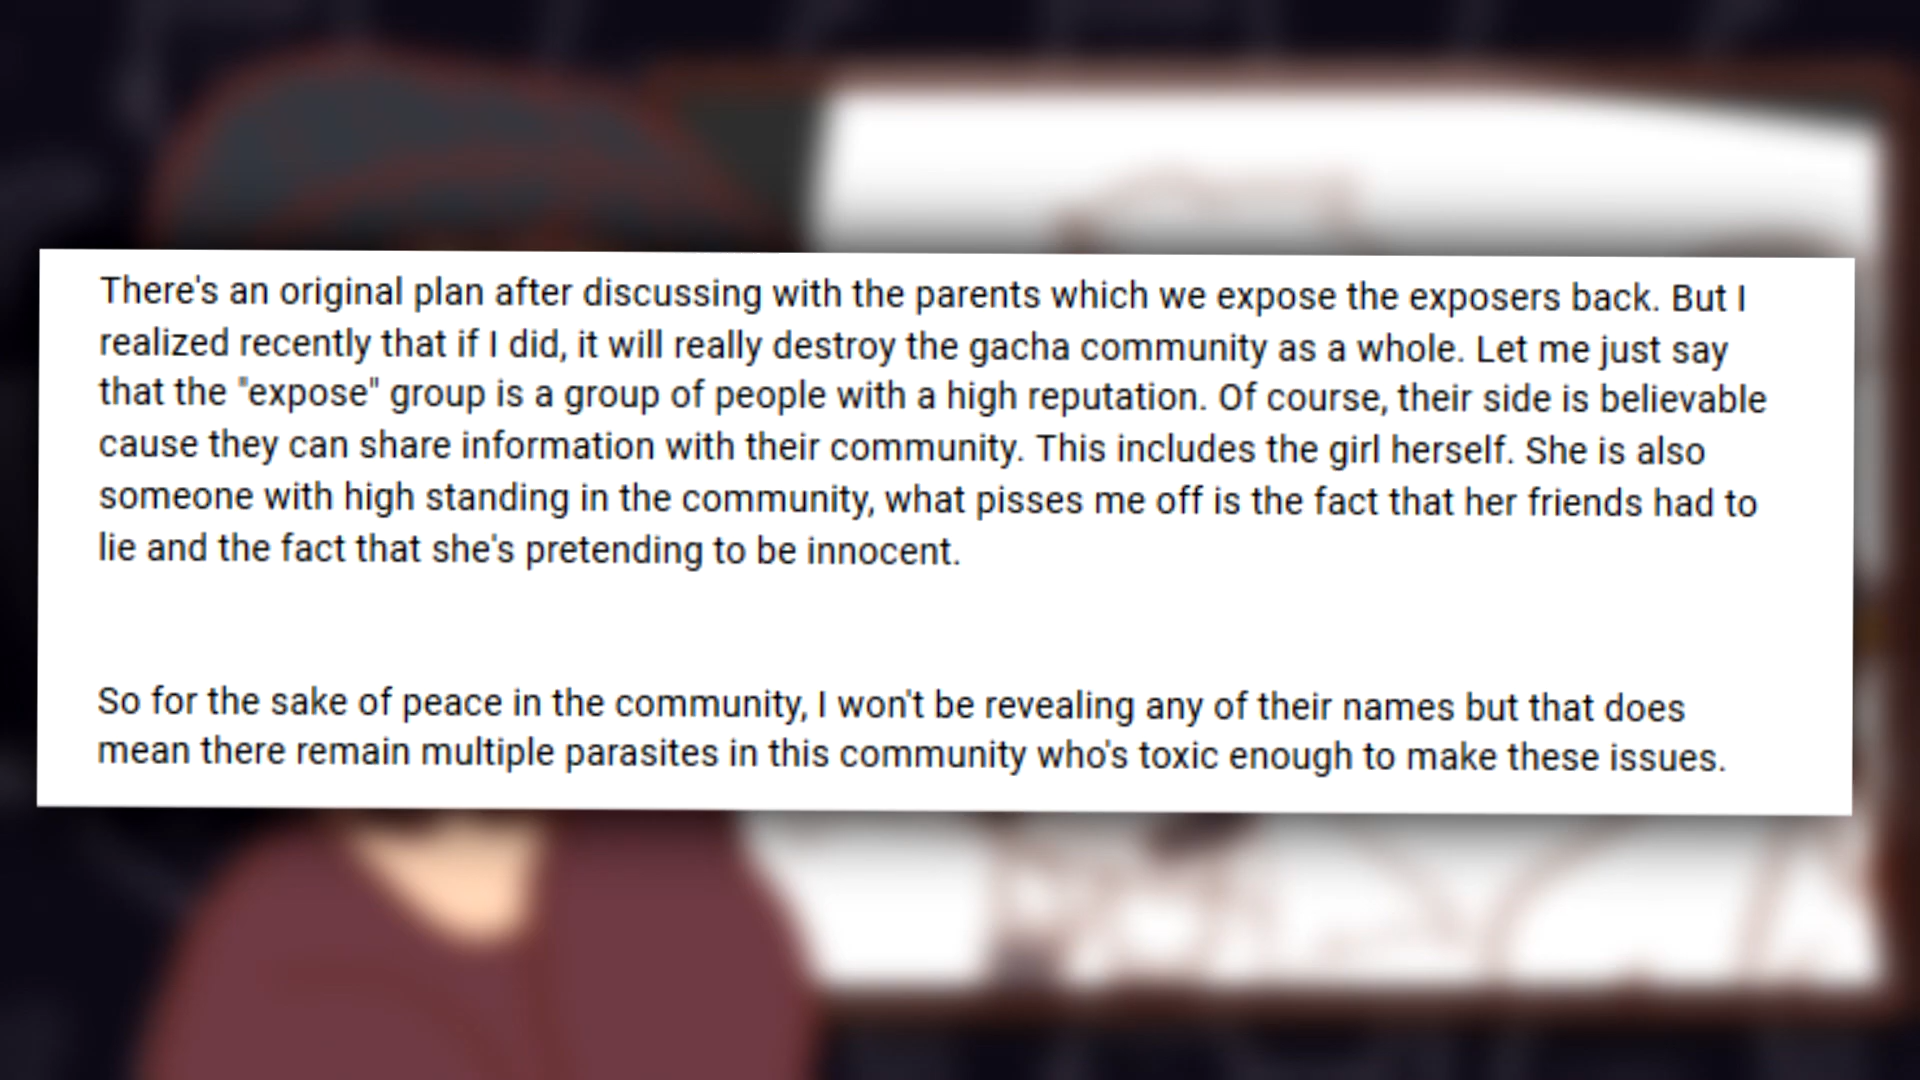 There's an original plan after discussing with the parents which we expose the exposers back. But I
realized recently that if I did, it will really destroy the gacha community as a whole. Let me just say
that the "expose" group is a group of people with a high reputation. Of course, their side is believable
cause they can share information with their community. This includes the girl herself. She is also
someone with high standing in the community, what pisses me off is the fact that her friends had to
lie and the fact that she's pretending to be innocent.
So for the sake of peace in the community, I won't be revealing any of their names but that does
mean there remain multiple parasites in this community who's toxic enough to make these issues.